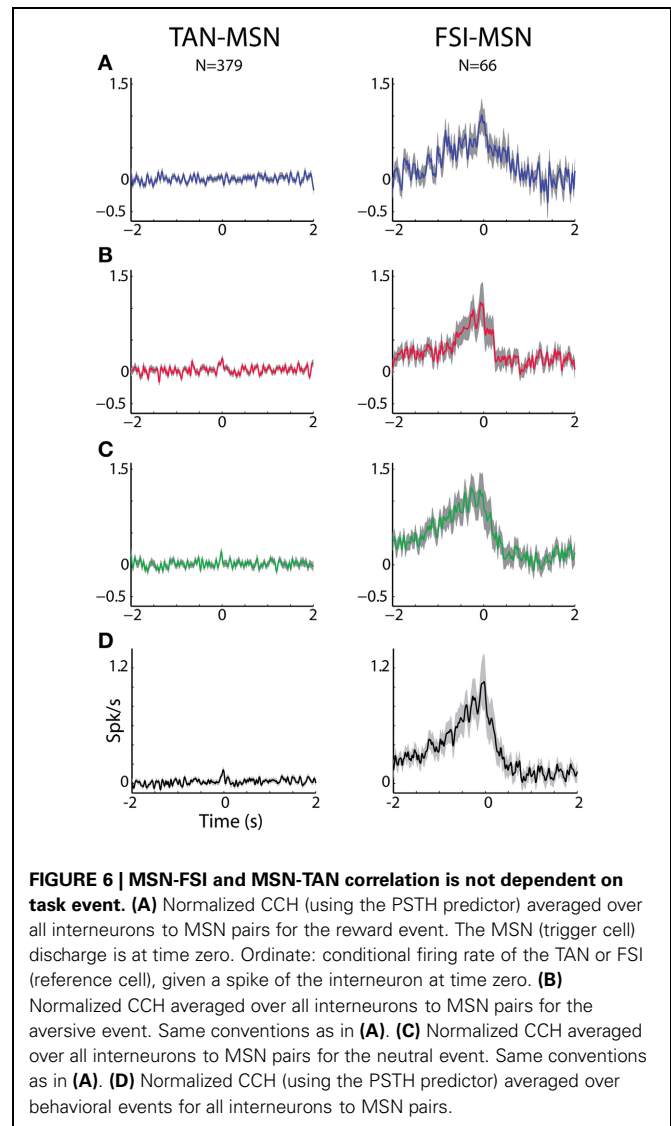 TAN-MSN FSI-MSN
N=379 N=66
A
1.5 1.5
0 0
−0.5 −0.5
-2 0 2 -2 0 2
B
1.5 1.5
0 0
−0.5 −0.5
-2 0 2 -2 0 2
C
1.5 1.5
0 0
−0.5 −0.5
-2 0 2 -2 0 2
D
1.2 1.2
Spk/s
0 0
-2 0 2 -2 0 2
Time (s)
FIGURE 6 | MSN-FSI and MSN-TAN correlation is not dependent on
task event. (A) Normalized CCH (using the PSTH predictor) averaged over
all interneurons to MSN pairs for the reward event. The MSN (trigger cell)
discharge is at time zero. Ordinate: conditional firing rate of the TAN or FSI
(reference cell), given a spike of the interneuron at time zero. (B)
Normalized CCH averaged over all interneurons to MSN pairs for the
aversive event. Same conventions as in (A). (C) Normalized CCH averaged
over all interneurons to MSN pairs for the neutral event. Same conventions
as in (A). (D) Normalized CCH (using the PSTH predictor) averaged over
behavioral events for all interneurons to MSN pairs.